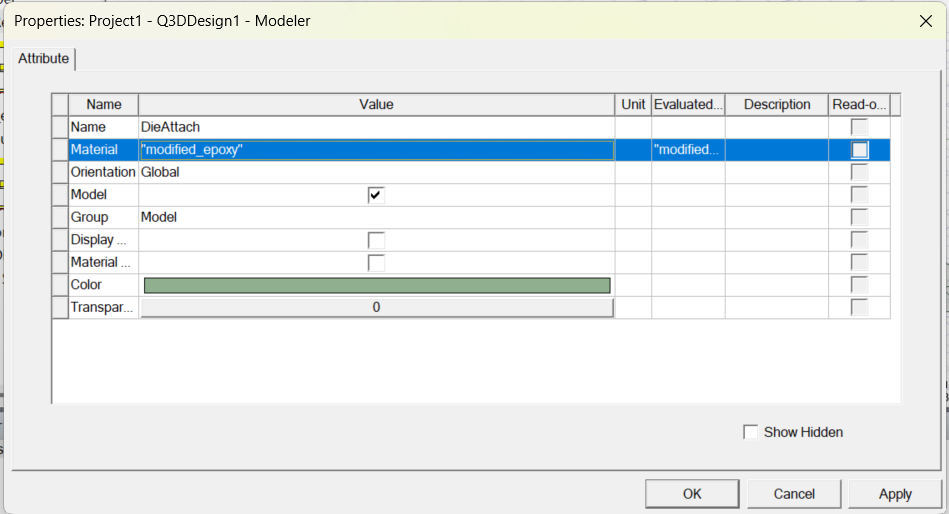 Properties: Project1 - Q3DDesign1 - Modeler
Attribute
Name Value Unit Evaluated... Description Read-o...
Name DieAttach
Material "modified_epoxy" "modified...
Orientation Global
Model
Group Model
Display ...
Material ...
Color
Transpar... 0
Show Hidden
OK Cancel Apply